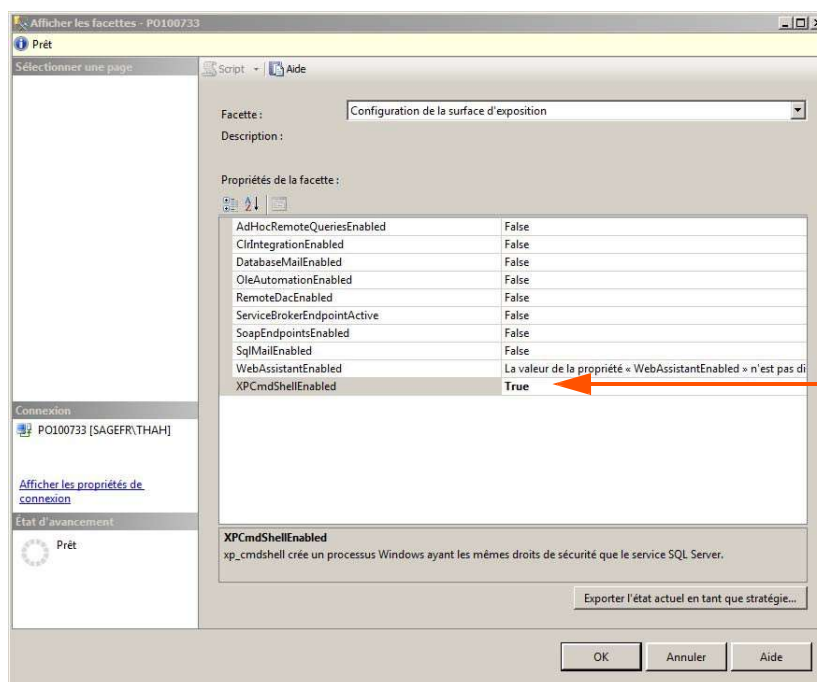 Afficher les facettes - PO100733
Prêt
Sélectionner une page
Script
Aide
Facette :
Configuration de la surface d'exposition
Description :
Propriétés de la facette :
AdHocRemoteQueriesEnabled False
ClrIntegrationEnabled False
DatabaseMailEnabled False
OleAutomationEnabled False
RemoteDacEnabled False
ServiceBrokerEndpointActive False
SoapEndpointsEnabled False
SqlMailEnabled False
WebAssistantEnabled La valeur de la propriété « WebAssistantEnabled » n'est pas di
XPCmdShellEnabled True
Connexion
PO100733 [SAGEFR\THAH]
Afficher les propriétés de
connexion
État d'avancement
Prêt
XPCmdShellEnabled
xp_cmdshell crée un processus Windows ayant les mêmes droits de sécurité que le service SQL Server.
Exporter l'état actuel en tant que stratégie...
OK
Annuler
Aide